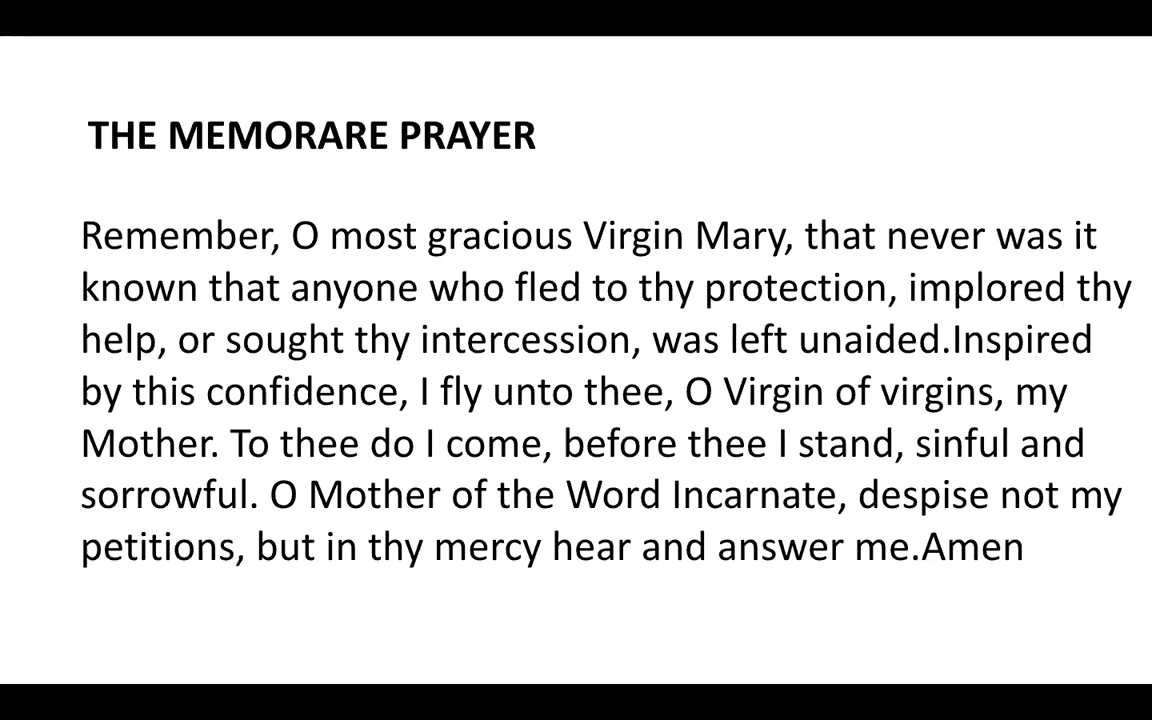 THE MEMORARE PRAYER
Remember, O most gracious Virgin Mary, that never was it
known that anyone who fled to thy protection, implored thy
help, or sought thy intercession, was left unaided.Inspired
by this confidence, I fly unto thee, O Virgin of virgins, my
Mother. To thee do I come, before thee I stand, sinful and
sorrowful. O Mother of the Word Incarnate, despise not my
petitions, but in thy mercy hear and answer me.Amen